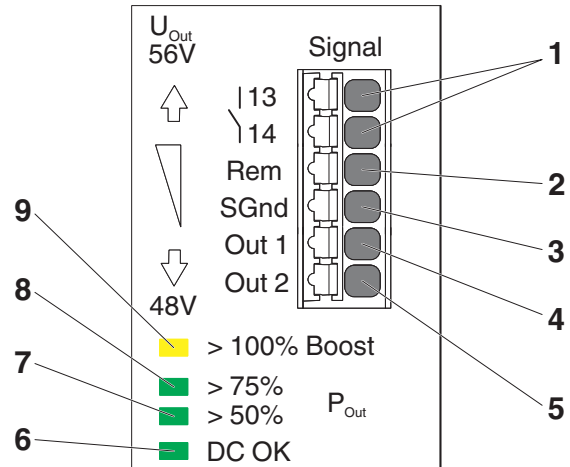 U_Out
56V
Signal
13
14
Rem
SGnd
Out 1
Out 2
48V
> 100% Boost
> 75%
> 50%
P_Out
DC OK
1
2
3
4
5
9
8
7
6